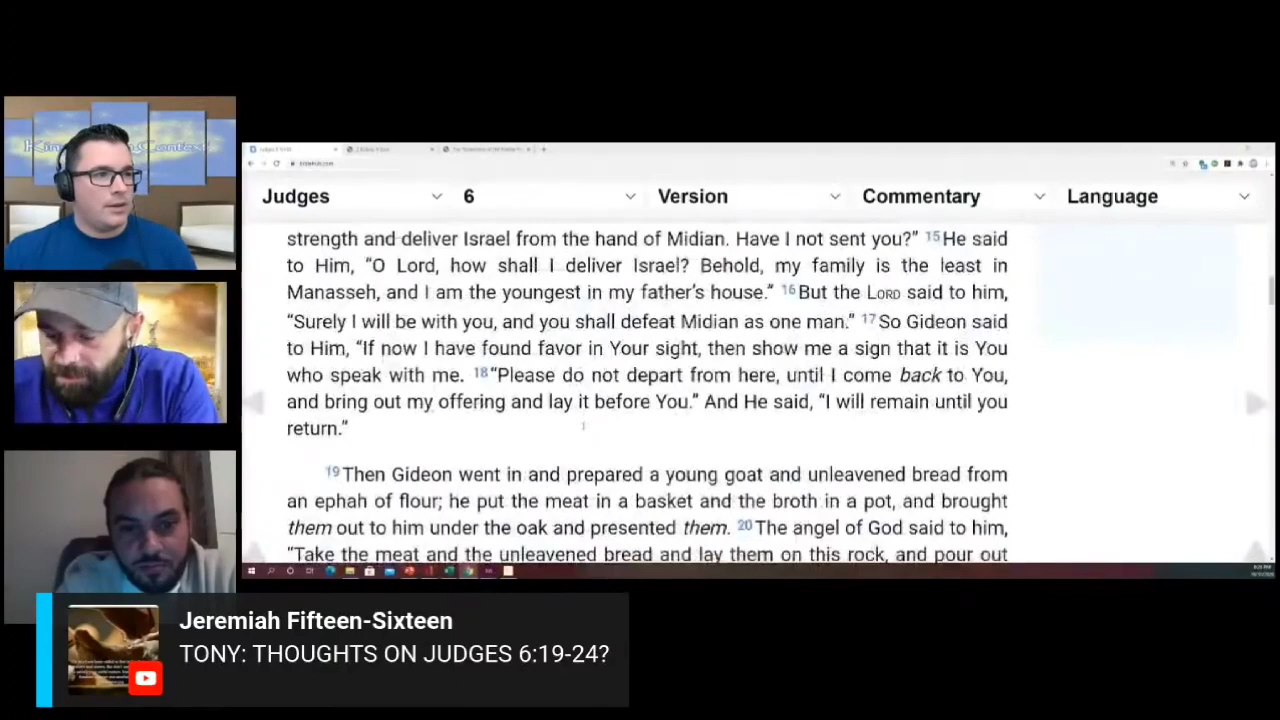 Judges
6
Version
Commentary
Language
strength and deliver Israel from the hand of Midian. Have I not sent you?” 15 He said
to Him, “O Lord, how shall I deliver Israel? Behold, my family is the least in
Manasseh, and I am the youngest in my father’s house.” 16 But the LORD said to him,
“Surely I will be with you, and you shall defeat Midian as one man.” 17 So Gideon said
to Him, “If now I have found favor in Your sight, then show me a sign that it is You
who speak with me. 18 “Please do not depart from here, until I come back to You,
and bring out my offering and lay it before You.” And He said, “I will remain until you
return.”
19 Then Gideon went in and prepared a young goat and unleavened bread from
an ephah of flour; he put the meat in a basket and the broth in a pot, and brought
them out to him under the oak and presented them. 20 The angel of God said to him,
“Take the meat and the unleavened bread and lay them on this rock, and pour out
Jeremiah Fifteen-Sixteen
TONY: THOUGHTS ON JUDGES 6:19-24?